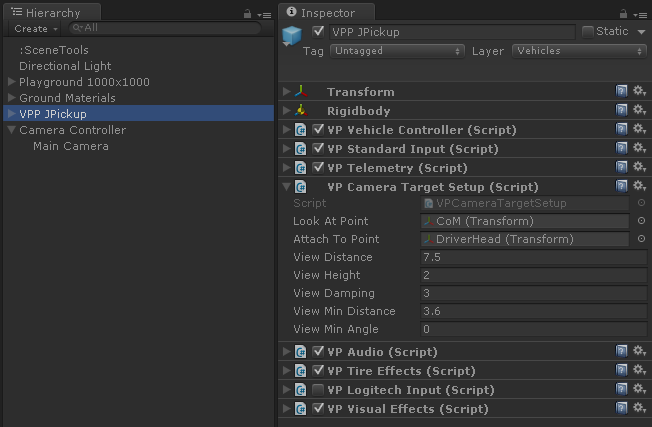 Hierarchy
Create
All
:SceneTools
Directional Light
Playground 1000x1000
Ground Materials
VPP JPickup
Camera Controller
Main Camera
Inspector
VPP JPickup Static
Tag Untagged Layer Vehicles
Transform
Rigidbody
VP Vehicle Controller (Script)
VP Standard Input (Script)
VP Telemetry (Script)
VP Camera Target Setup (Script)
Script VPCameraTargetSetup
Look At Point CoM (Transform)
Attach To Point DriverHead (Transform)
View Distance 7.5
View Height 2
View Damping 3
View Min Distance 3.6
View Min Angle 0
VP Audio (Script)
VP Tire Effects (Script)
VP Logitech Input (Script)
VP Visual Effects (Script)